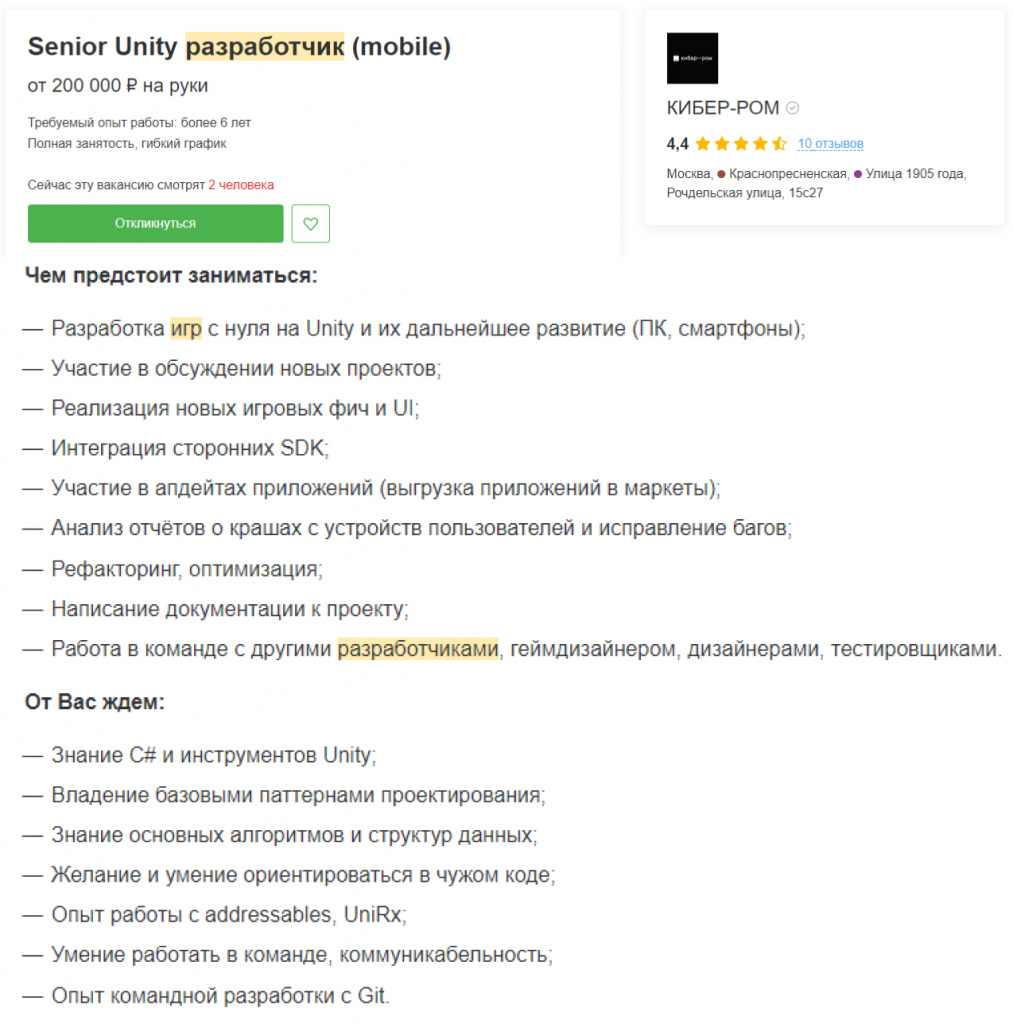 Senior Unity разработчик (mobile)
от 200 000 ₽ на руки
Требуемый опыт работы: более 6 лет
Полная занятость, гибкий график
Сейчас эту вакансию смотрят 2 человека
Откликнуться
кибер—ром
КИБЕР-РОМ
4,4 10 отзывов
Москва, Краснопресненская, Улица 1905 года,
Рочдельская улица, 15с27
Чем предстоит заниматься:
— Разработка игр с нуля на Unity и их дальнейшее развитие (ПК, смартфоны);
— Участие в обсуждении новых проектов;
— Реализация новых игровых фич и UI;
— Интеграция сторонних SDK;
— Участие в апдейтах приложений (выгрузка приложений в маркеты);
— Анализ отчётов о крашах с устройств пользователей и исправление багов;
— Рефакторинг, оптимизация;
— Написание документации к проекту;
— Работа в команде с другими разработчиками, геймдизайнером, дизайнерами, тестировщиками.
От Вас ждем:
— Знание C# и инструментов Unity;
— Владение базовыми паттернами проектирования;
— Знание основных алгоритмов и структур данных;
— Желание и умение ориентироваться в чужом коде;
— Опыт работы с addressables, UniRx;
— Умение работать в команде, коммуникабельность;
— Опыт командной разработки с Git.